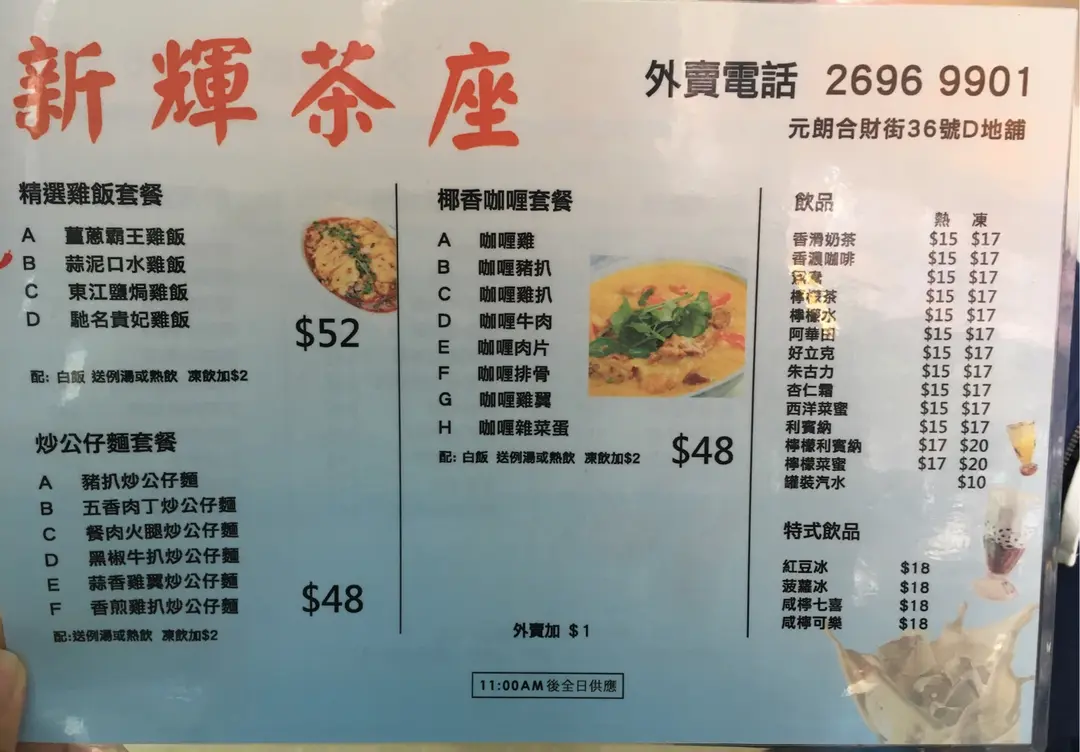 新輝茶座
外賣電話 2696 9901
元朗合財街36號D地舖
精選雞飯套餐
A 薑蔥霸王雞飯
B 蒜泥口水雞飯
C 東江鹽焗雞飯
D 馳名貴妃雞飯
$52
配: 白飯 送例湯或熱飲 凍飲加$2
炒公仔麵套餐
A 豬扒炒公仔麵
B 五香肉丁炒公仔麵
C 餐肉火腿炒公仔麵
D 黑椒牛扒炒公仔麵
E 蒜香雞翼炒公仔麵
F 香煎雞扒炒公仔麵
$48
配:送例湯或熱飲 凍飲加$2
椰香咖喱套餐
A 咖喱雞
B 咖喱豬扒
C 咖喱雞扒
D 咖喱牛肉
E 咖喱肉片
F 咖喱排骨
G 咖喱雞翼
H 咖喱雜菜蛋
$48
配: 白飯 送例湯或熱飲 凍飲加$2
外賣加 $1
11:00AM後全日供應
飲品
熱 凍
香滑奶茶 $15 $17
香濃咖啡 $15 $17
$15 $17
檸檬茶 $15 $17
檸檬水 $15 $17
阿華田 $15 $17
好立克 $15 $17
朱古力 $15 $17
杏仁霜 $15 $17
西洋菜蜜 $15 $17
利賓納 $15 $17
檸檬利賓納 $17 $20
檸檬菜蜜 $17 $20
罐裝汽水 $10
特式飲品
紅豆冰 $18
菠蘿冰 $18
咸檸七喜 $18
咸檸可樂 $18